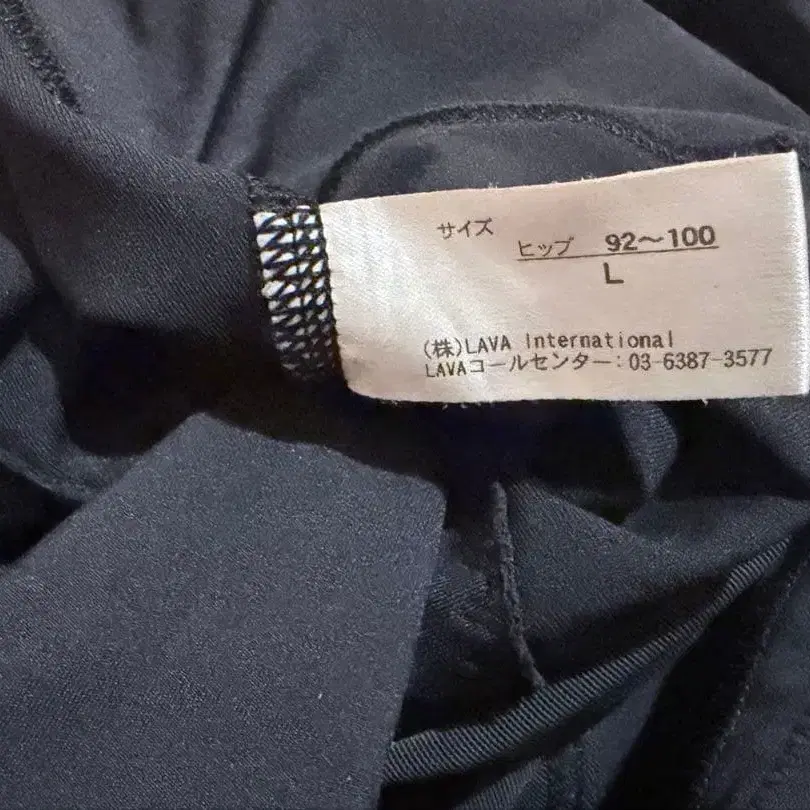 サイズ
ヒップ 92～100
L
(株)LAVA International
LAVAコールセンター:03-6387-3577